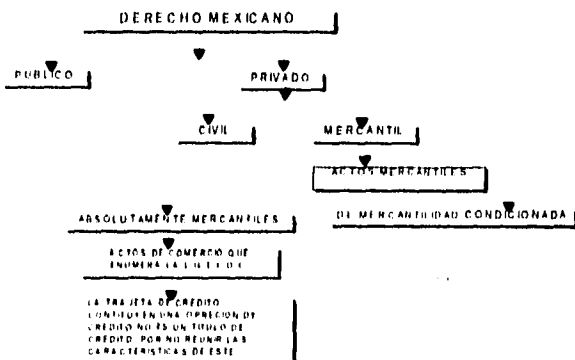 DERECHO MEXICANO
PUBLICO
PRIVADO
CIVIL
MERCANTIL
ACTOS MERCANTILES
ABSOLUTAMENTE MERCANTILES
DE MERCANTILIDAD CONDICIONADA
ACTOS DE COMERCIO QUE
ENUMERA LA
LA TRAJETA DE CREDITO
UNA OPRECION DE
CREDITO NO ES UN TITULO DE
CREDITO, POR NO REUNIR LAS
CARACTERISTICAS DE ESTE